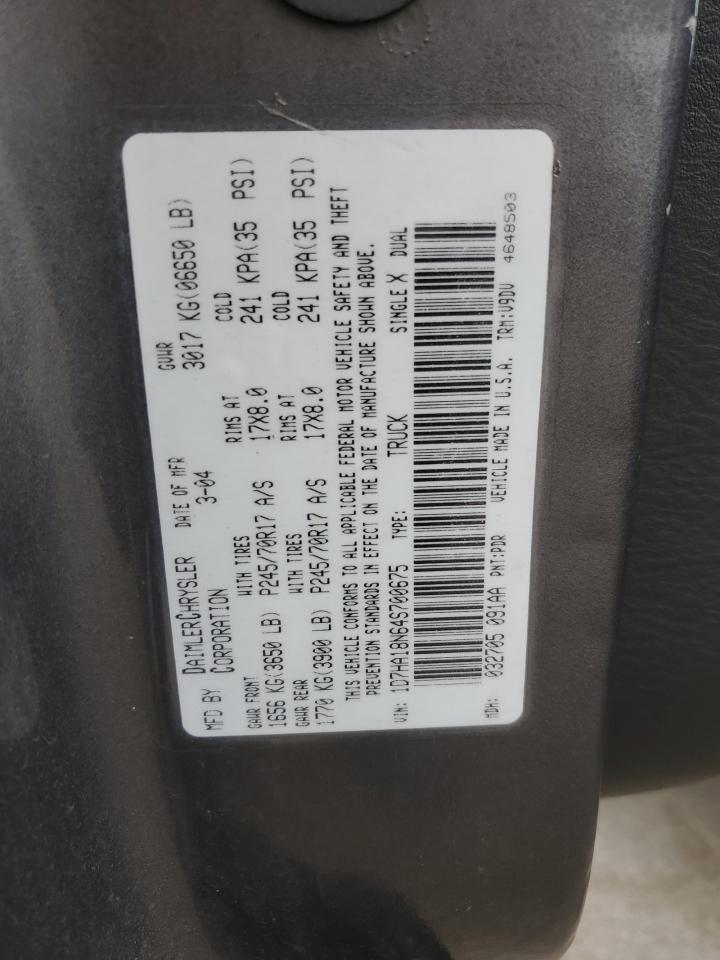 MFD BY DAIMLERCHRYSLER DATE OF MFR GVWR
CORPORATION 3-04 3017 KG(06650 LB)
GAWR FRONT WITH TIRES RIMS AT COLD
1656 KG(3650 LB) P245/70R17 A/S 17X8.0 241 KPA(35 PSI)
GAWR REAR WITH TIRES RIMS AT COLD
1770 KG(3900 LB) P245/70R17 A/S 17X8.0 241 KPA(35 PSI)
THIS VEHICLE CONFORMS TO ALL APPLICABLE FEDERAL MOTOR VEHICLE SAFETY AND THEFT
PREVENTION STANDARDS IN EFFECT ON THE DATE OF MANUFACTURE SHOWN ABOVE.
VIN: 1D7HA18N64S700675 TYPE: TRUCK SINGLE X DUAL
MDH: 032705 091AA PNT:PDR VEHICLE MADE IN U.S.A. TRM:V9DV
4648503